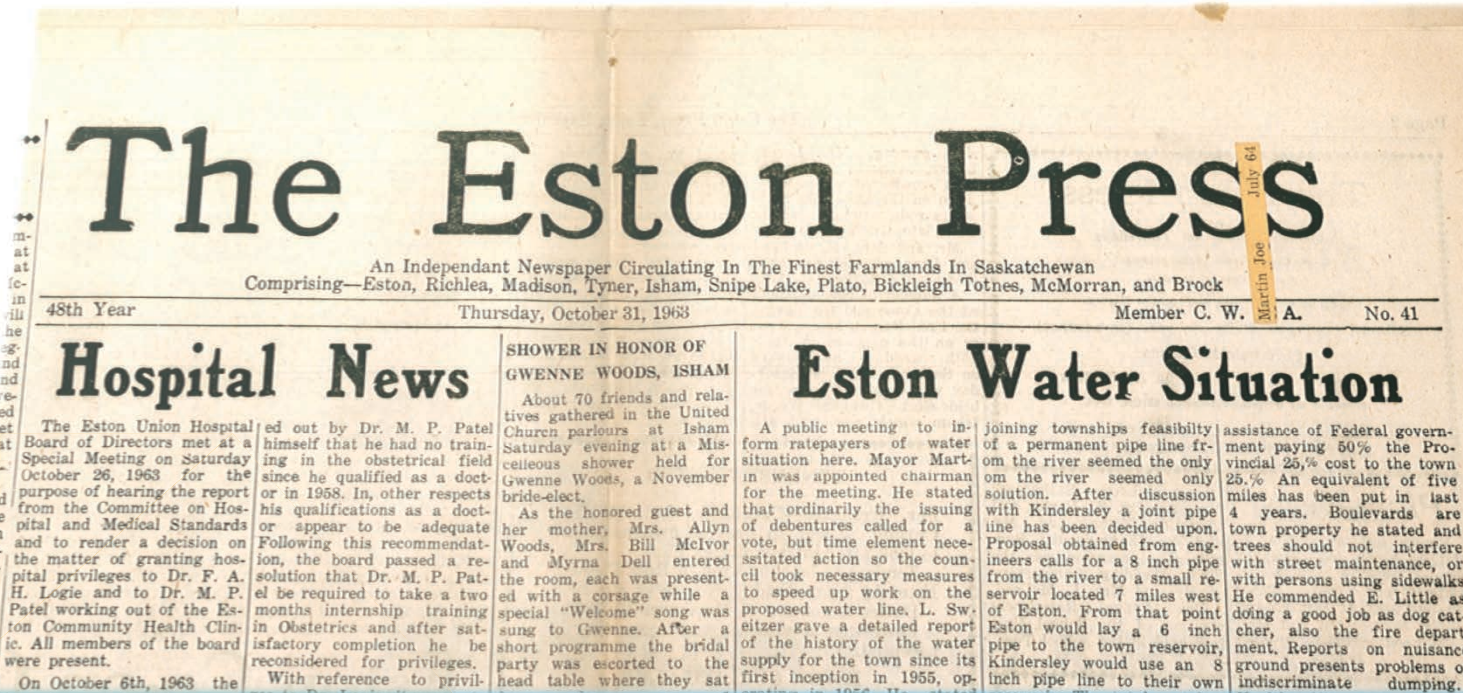 The Eston Press
Martin Joe July 64
An Independant Newspaper Circulating In The Finest Farmlands In Saskatchewan
Comprising—Eston, Richlea, Madison, Tyner, Isham, Snipe Lake, Plato, Bickleigh Totnes, McMorran, and Brock
48th Year Thursday, October 31, 1963 Member C. W. A. No. 41
Hospital News
The Eston Union Hospital
Board of Directors met at a
Special Meeting on Saturday
October 26, 1963 for the
purpose of hearing the report
from the Committee on Hos-
pital and Medical Standards
and to render a decision on
the matter of granting hos-
pital privileges to Dr. F. A.
H. Logie and to Dr. M. P.
Patel working out of the Es-
ton Community Health Clin-
ic. All members of the board
were present.
On October 6th, 1963 the
ed out by Dr. M. P. Patel
himself that he had no train-
ing in the obstetrical field
since he qualified as a doct-
or in 1958. In, other respects
his qualifications as a doct-
or appear to be adequate
Following this recommendat-
ion, the board passed a re-
solution that Dr. M. P. Pat-
el be required to take a two
months internship training
in Obstetrics and after sat-
isfactory completion he be
reconsidered for privileges.
With reference to privil-
SHOWER IN HONOR OF
GWENNE WOODS, ISHAM
About 70 friends and rela-
tives gathered in the United
Church parlours at Isham
Saturday evening at a Mis-
celleous shower held for
Gwenne Woods, a November
bride-elect.
As the honored guest and
her mother, Mrs. Allyn
Woods, Mrs. Bill McIvor
and Myrna Dell entered
the room, each was present-
ed with a corsage while a
special "Welcome" song was
sung to Gwenne. After a
short programme the bridal
party was escorted to the
head table where they sat
Eston Water Situation
A public meeting to in-
form ratepayers of water
situation here. Mayor Mart-
in was appointed chairman
for the meeting. He stated
that ordinarily the issuing
of debentures called for a
vote, but time element nece-
ssitated action so the coun-
cil took necessary measures
to speed up work on the
proposed water line. L. Sw-
eitzer gave a detailed report
of the history of the water
supply for the town since its
first inception in 1955, op-
joining townships feasibilty
of a permanent pipe line fr-
om the river seemed the only
om the river seemed only
solution. After discussion
with Kindersley a joint pipe
line has been decided upon.
Proposal obtained from eng-
ineers calls for a 8 inch pipe
from the river to a small re-
servoir located 7 miles west
of Eston. From that point
Eston would lay a 6 inch
pipe to the town reservoir,
Kindersley would use an 8
inch pipe line to their own
assistance of Federal govern-
ment paying 50% the Pro-
vincial 25,% cost to the town
25.% An equivalent of five
miles has been put in last
4 years. Boulevards are
town property he stated and
trees should not interfere
with street maintenance, or
with persons using sidewalks
He commended E. Little as
doing a good job as dog cat
cher, also the fire depart
ment. Reports on nuisanc
ground presents problems o
indiscriminate dumping.